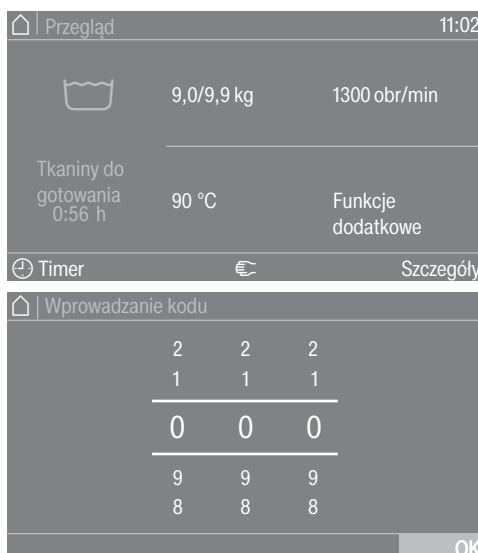 Przegląd 11:02
9,0/9,9 kg 1300 obr/min
Tkaniny do
gotowania
0:56 h
90 °C Funkcje
dodatkowe
Timer Szczegóły
Wprowadzanie kodu
2 2 2
1 1 1
0 0 0
9 9 9
8 8 8
OK